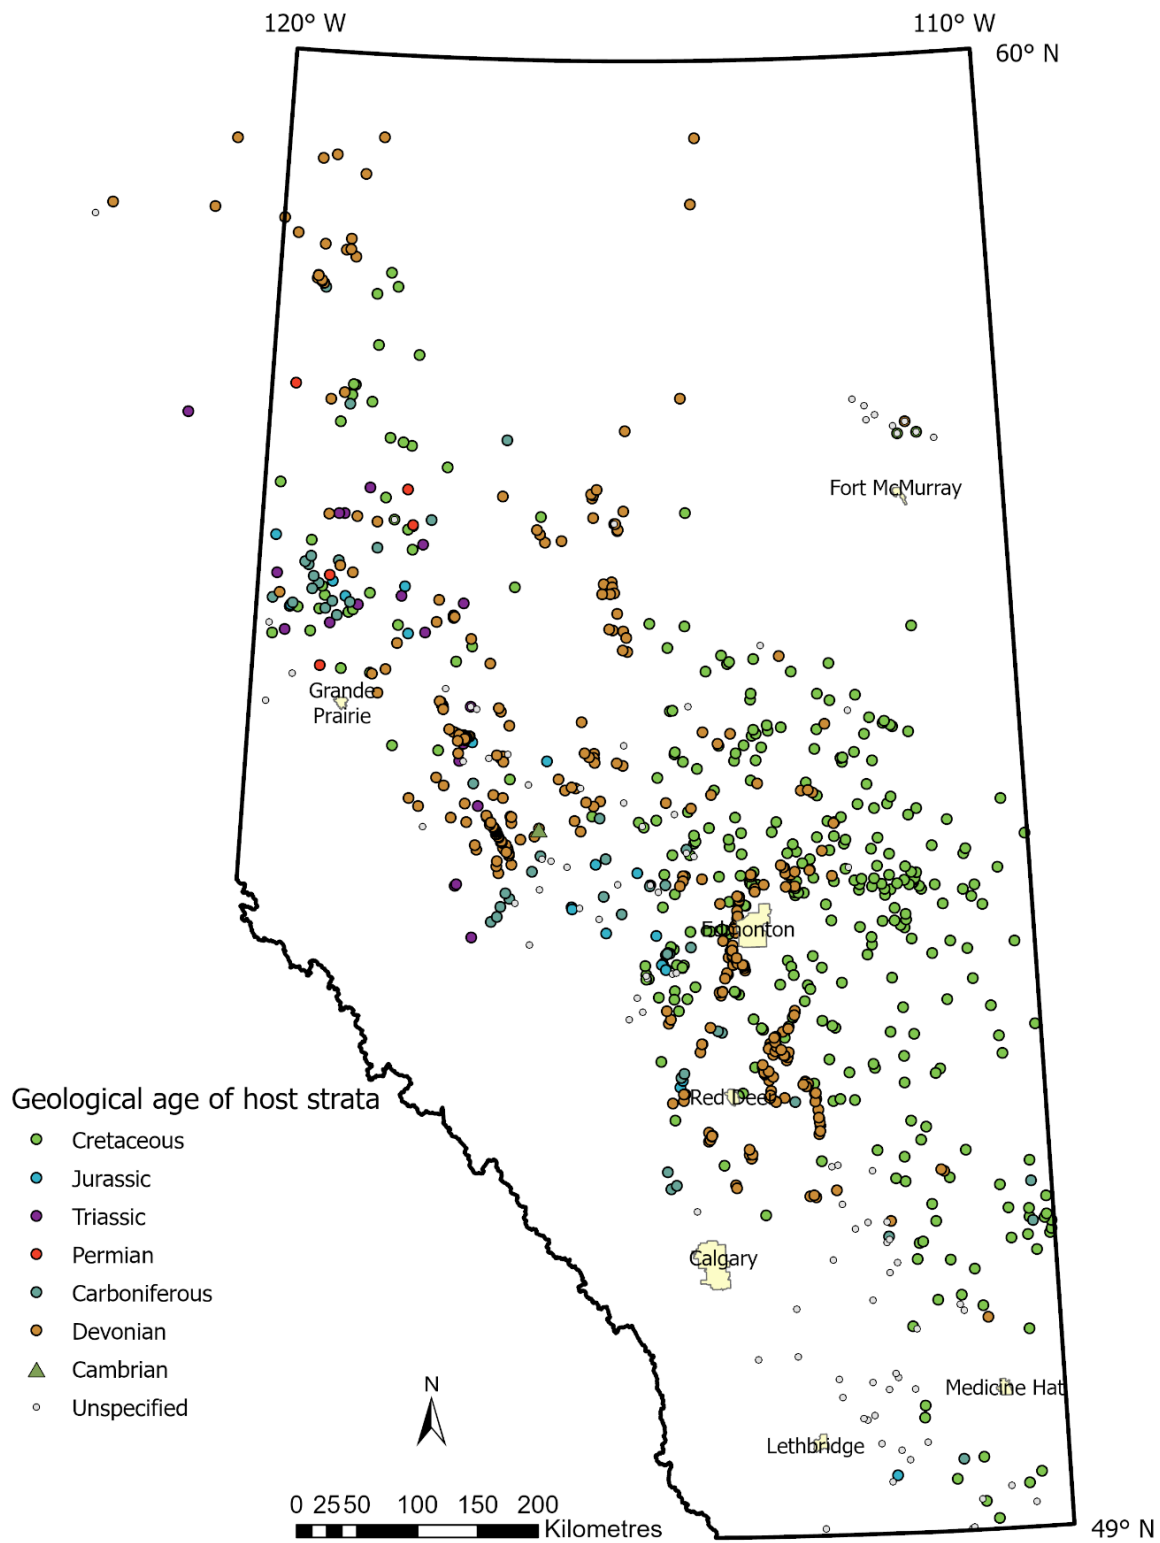 120° W
110° W
60° N
Fort McMurray
Grande
Prairie
Edmonton
Red Deer
Geological age of host strata
Cretaceous
Jurassic
Triassic
Permian
Carboniferous
Devonian
Cambrian
Unspecified
Calgary
Medicine Hat
Lethbridge
N
0 25 50 100 150 200
Kilometres
49° N